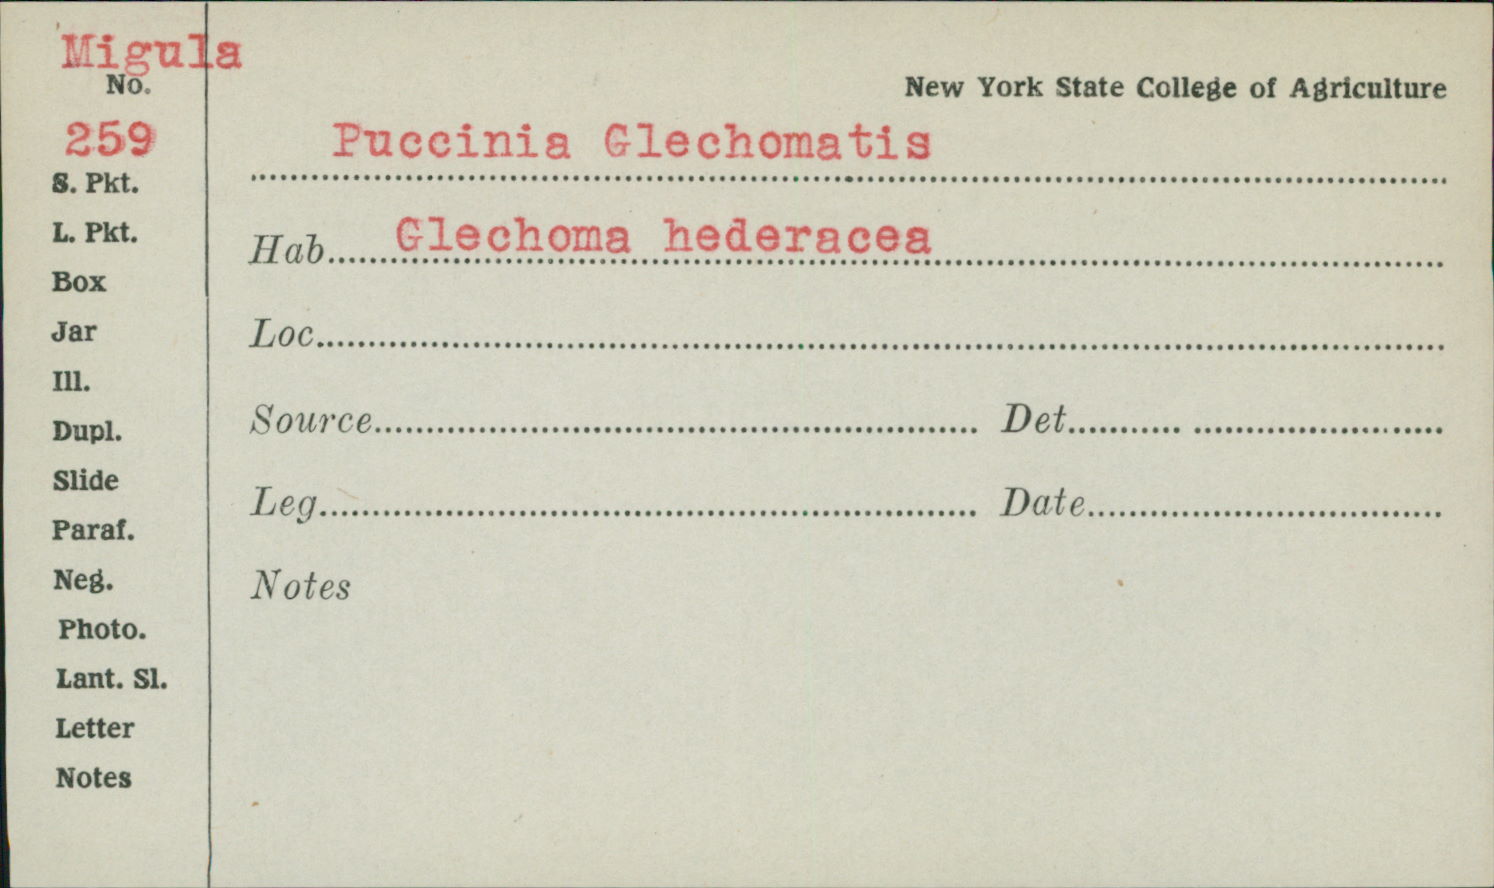 Migula
No.
New York State College of Agriculture
259
Puccinia Glechomatis
S. Pkt.
L. Pkt.
Hab. Glechoma hederacea
Box
Jar
Loc.
Ill.
Dupl.
Source Det.
Slide
Leg. Date
Paraf.
Neg.
Notes
Photo.
Lant. Sl.
Letter
Notes